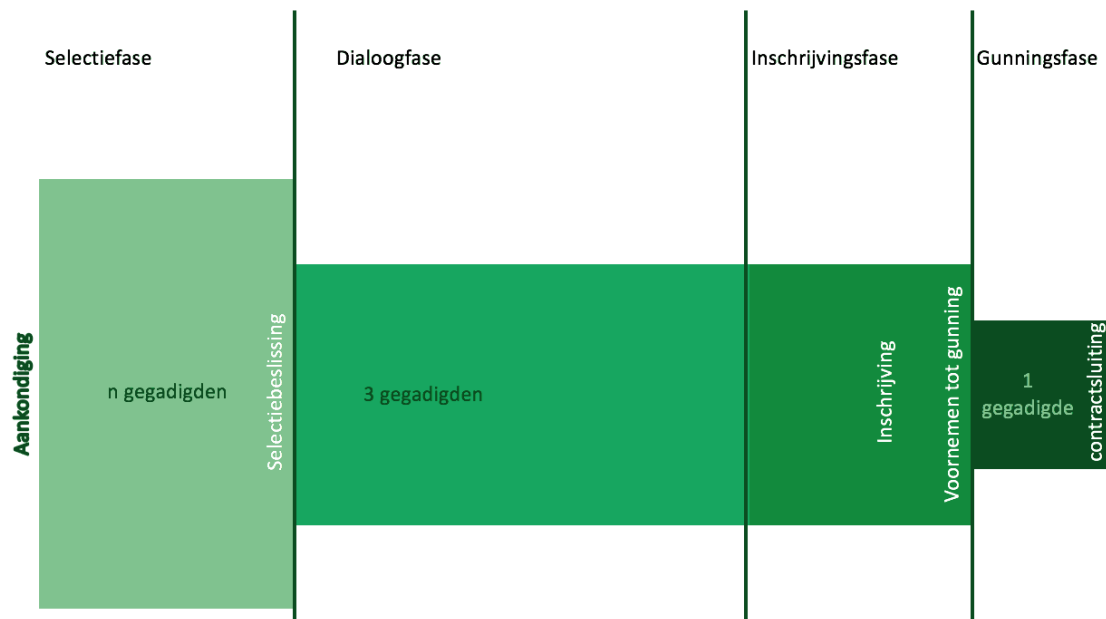 Selectiefase
Dialoogfase
Inschrijvingsfase
Gunningsfase
Aankondiging
n gegadigden
Selectiebeslissing
3 gegadigden
Inschrijving
Voornemen tot gunning
1
gegadigde
contractsluiting